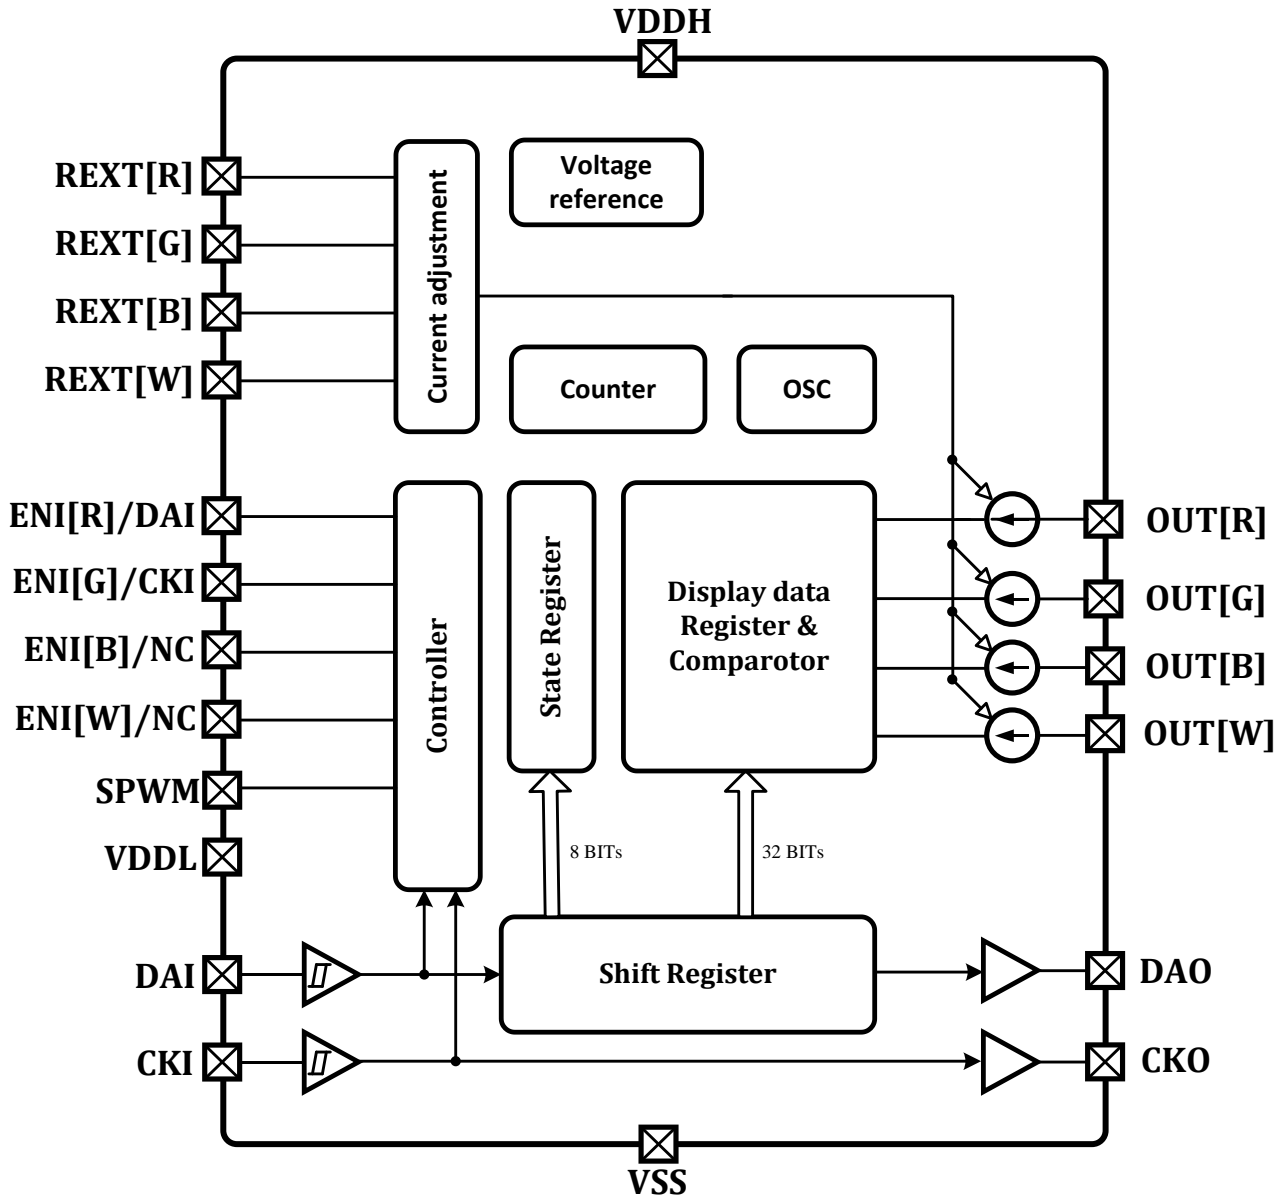 VDDH
REXT[R]
REXT[G]
REXT[B]
REXT[W]
Current adjustment
Voltage
reference
Counter
OSC
ENI[R]/DAI
ENI[G]/CKI
ENI[B]/NC
ENI[W]/NC
SPWM
VDDL
DAI
CKI
Controller
State Register
Display data
Register &
Comparotor
8 BITs
32 BITs
Shift Register
OUT[R]
OUT[G]
OUT[B]
OUT[W]
DAO
CKO
VSS